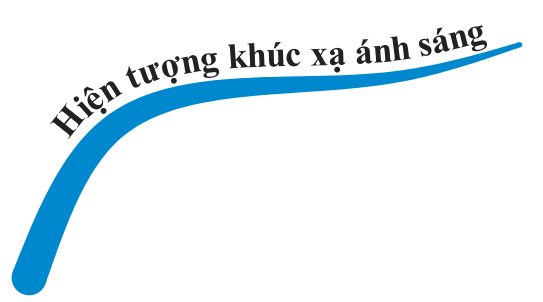 Hiện tượng khúc xạ ánh sáng